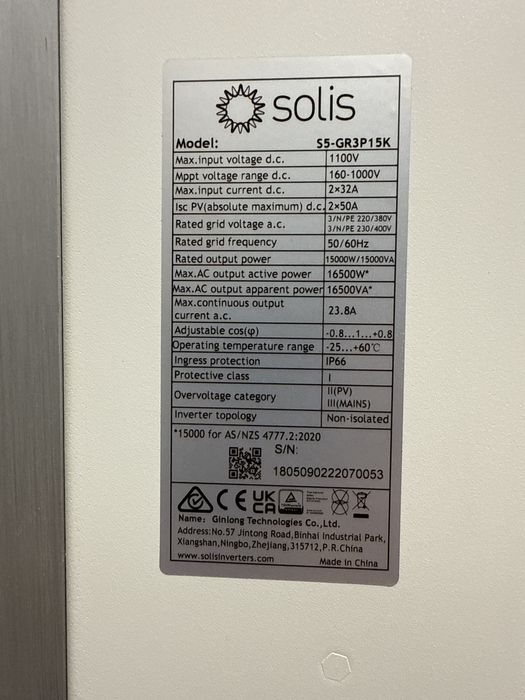 solis
Model: S5-GR3P15K
Max.input voltage d.c. 1100V
Mppt voltage range d.c. 160-1000V
Max.input current d.c. 2×32A
Isc PV(absolute maximum) d.c. 2×50A
Rated grid voltage a.c. 3/N/PE 220/380V
3/N/PE 230/400V
Rated grid frequency 50/60Hz
Rated output power 15000W/15000VA
Max.AC output active power 16500W*
Max.AC output apparent power 16500VA*
Max.continuous output
current a.c. 23.8A
Adjustable cos(φ) -0.8...1...+0.8
Operating temperature range -25...+60℃
Ingress protection IP66
Protective class I
Overvoltage category II(PV)
III(MAINS)
Inverter topology Non-isolated
*15000 for AS/NZS 4777.2:2020
S/N:
1805090222070053
CE UK
CA
Name: Ginlong Technologies Co.,Ltd.
Address:No.57 Jintong Road,Binhai Industrial Park,
Xiangshan,Ningbo,Zhejiang,315712,P.R.China
www.solisinverters.com Made in China